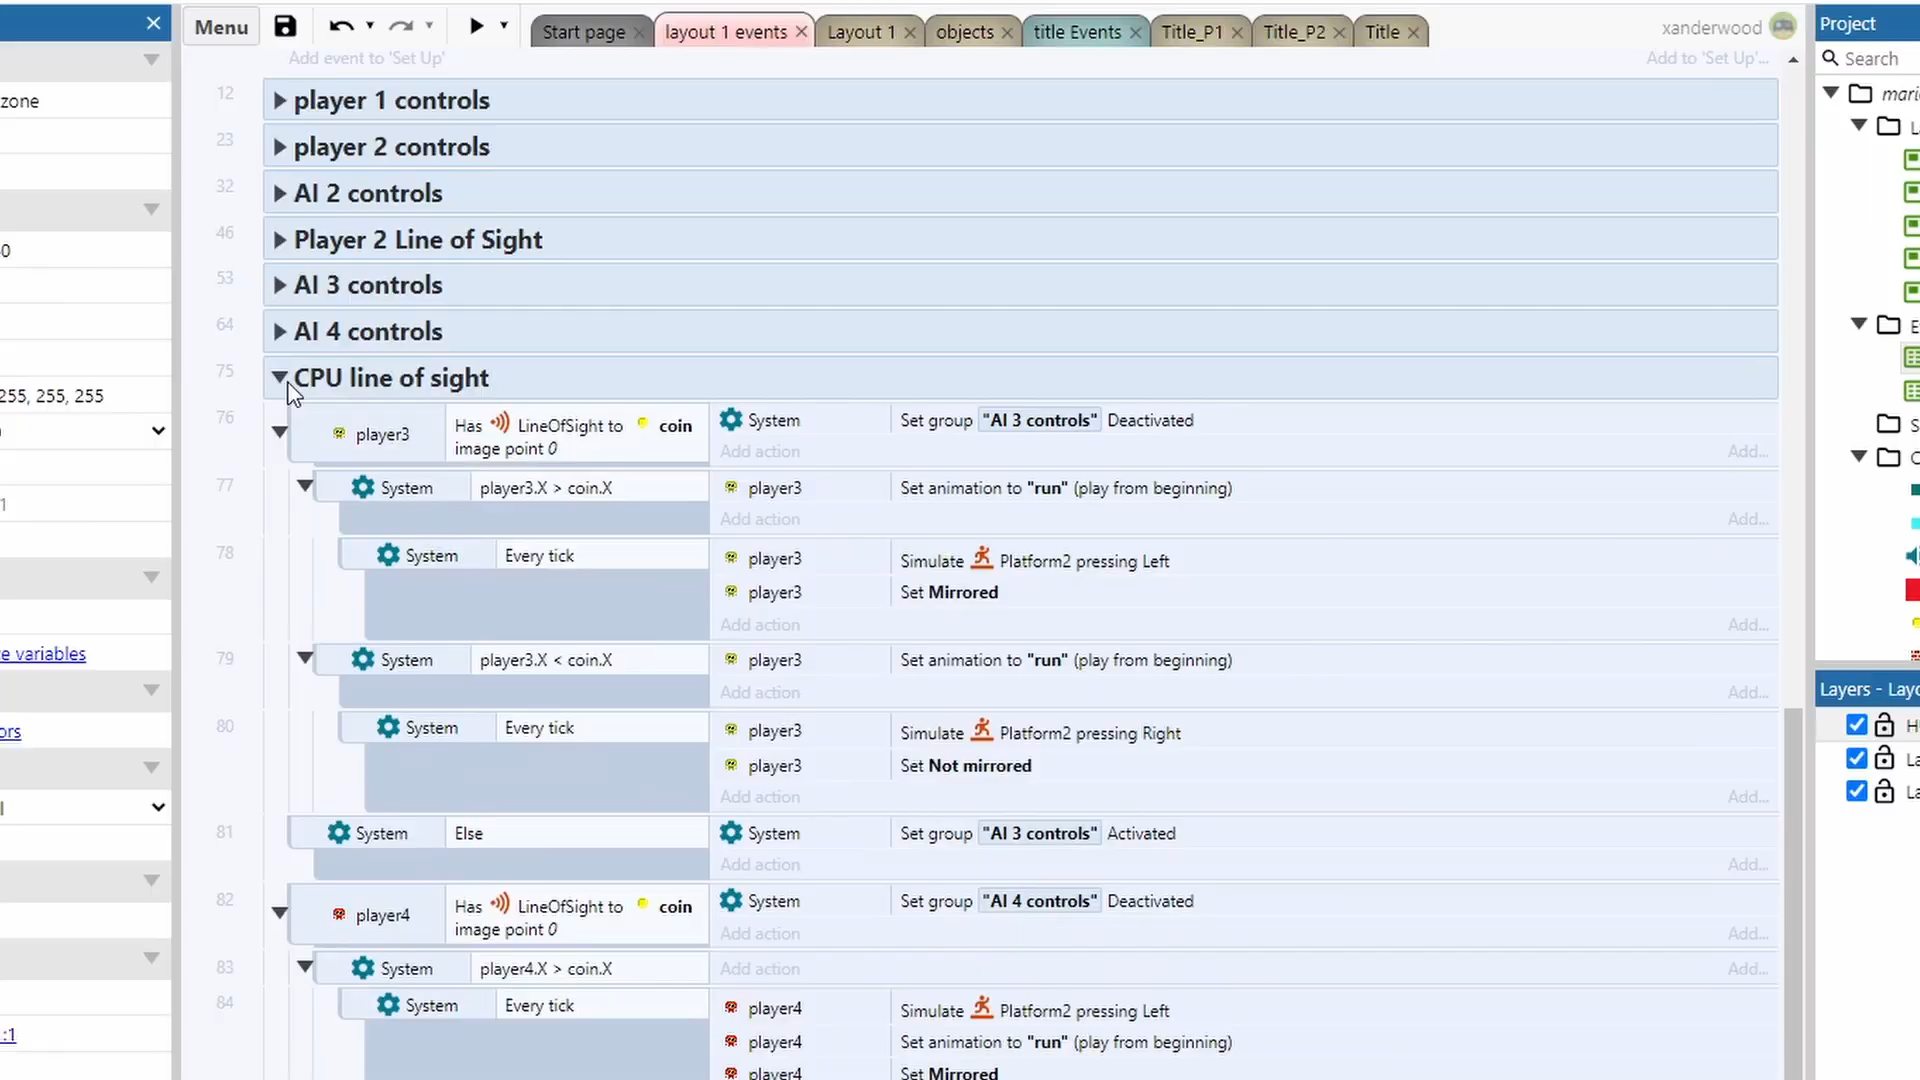 Menu
Start page
layout 1 events
Layout 1
objects
title Events
Title_P1
Title_P2
Title
xanderwood
Project
Add event to 'Set Up'
Add to 'Set Up'...
Search
zone
12 player 1 controls
23 player 2 controls
32 AI 2 controls
46 Player 2 Line of Sight
53 AI 3 controls
64 AI 4 controls
75 CPU line of sight
76 player3 Has LineOfSight to coin image point 0 System Set group "AI 3 controls" Deactivated
Add action Add...
77 System player3.X > coin.X player3 Set animation to "run" (play from beginning)
Add action Add...
78 System Every tick player3 Simulate Platform2 pressing Left
player3 Set Mirrored
Add action Add...
79 System player3.X < coin.X player3 Set animation to "run" (play from beginning)
Add action Add...
80 System Every tick player3 Simulate Platform2 pressing Right
player3 Set Not mirrored
Add action Add...
81 System Else System Set group "AI 3 controls" Activated
Add action Add...
82 player4 Has LineOfSight to coin image point 0 System Set group "AI 4 controls" Deactivated
Add action Add...
83 System player4.X > coin.X Add action Add...
84 System Every tick player4 Simulate Platform2 pressing Left
player4 Set animation to "run" (play from beginning)
player4 Set Mirrored
255, 255, 255
e variables
ors
:1
Layers - Layo